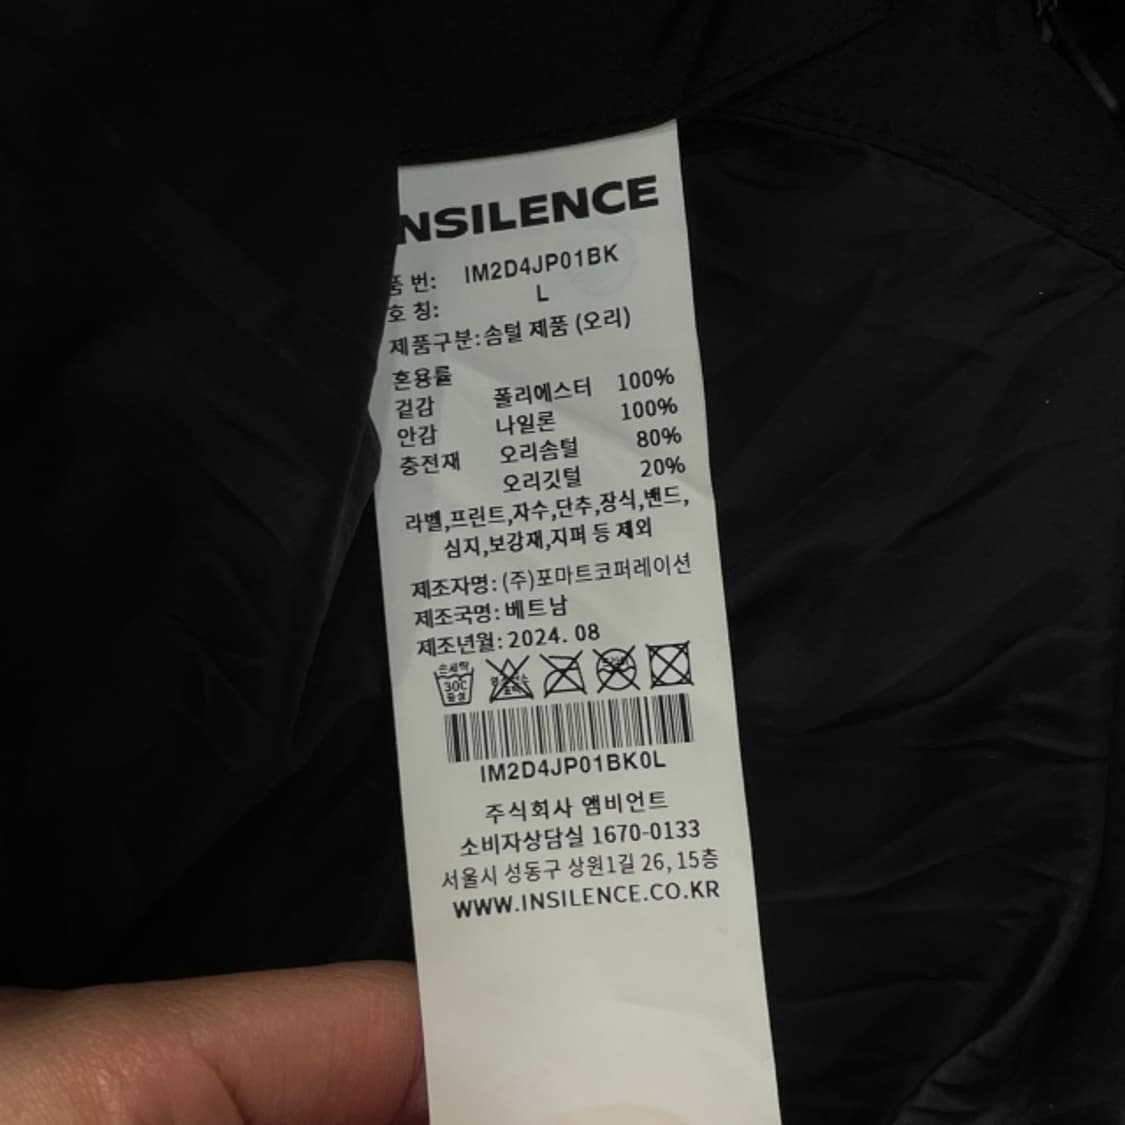 INSILENCE
품 번: IM2D4JP01BK
호 칭: L
제품구분: 솜털 제품 (오리)
혼용률
겉감 폴리에스터 100%
안감 나일론 100%
충전재 오리솜털 80%
오리깃털 20%
라벨,프린트,자수,단추,장식,밴드,
심지,보강재,지퍼 등 제외
제조자명: (주)포마트코퍼레이션
제조국명: 베트남
제조년월: 2024. 08
손세탁
30C
중성
IM2D4JP01BK0L
주식회사 앰비언트
소비자상담실 1670-0133
서울시 성동구 상원1길 26, 15층
WWW.INSILENCE.CO.KR